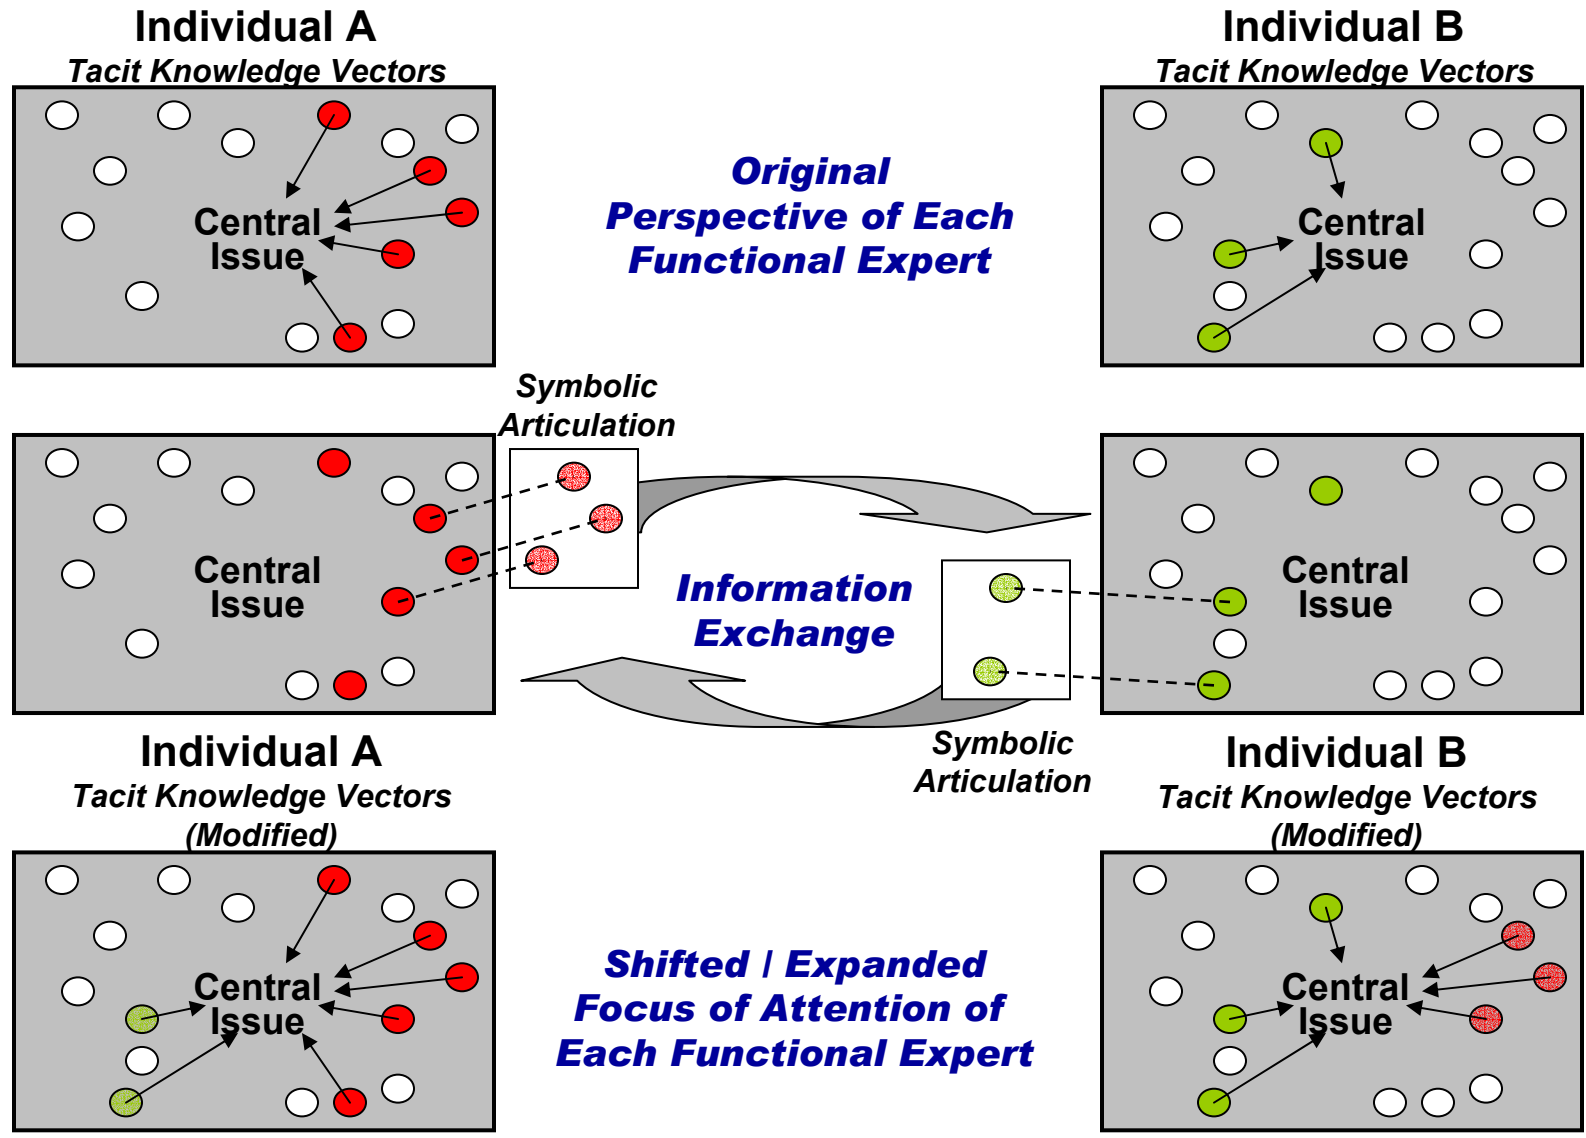 Individual A
Tacit Knowledge Vectors
Central
Issue
Original
Perspective of Each
Functional Expert
Individual B
Tacit Knowledge Vectors
Central
Issue
Central
Issue
Symbolic
Articulation
Information
Exchange
Symbolic
Articulation
Central
Issue
Individual A
Tacit Knowledge Vectors
(Modified)
Central
Issue
Shifted / Expanded
Focus of Attention of
Each Functional Expert
Individual B
Tacit Knowledge Vectors
(Modified)
Central
Issue